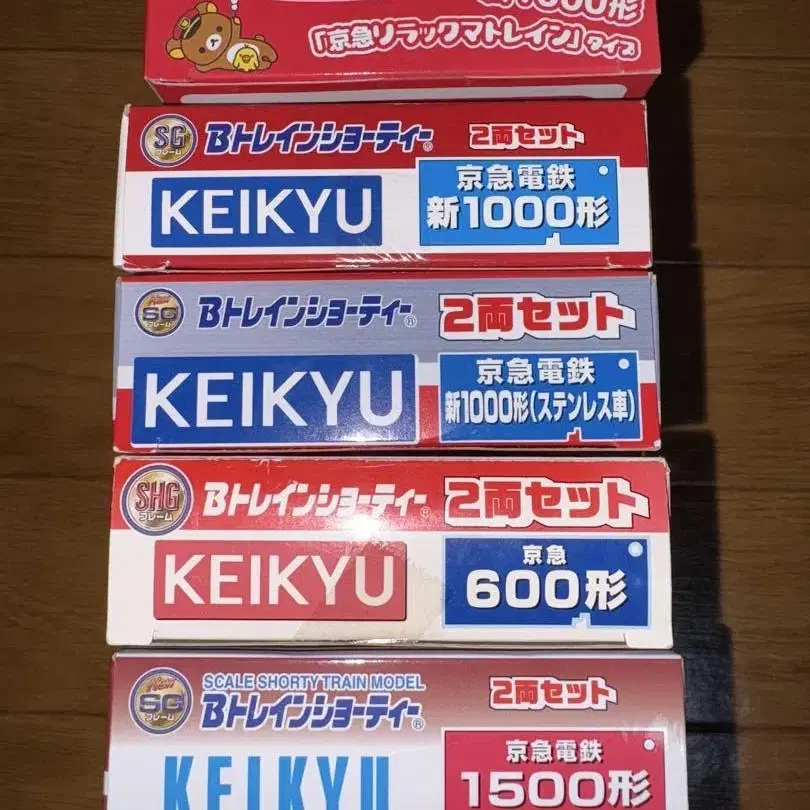 「京急リラックマトレイン」タイプ
SG フレーム
Bトレインショーティー®
2両セット
KEIKYU
京急電鉄
新1000形
New SG フレーム
Bトレインショーティー®
2両セット
KEIKYU
京急電鉄
新1000形(ステンレス車)
SHG フレーム
Bトレインショーティー®
2両セット
KEIKYU
京急
600形
New SG フレーム
SCALE SHORTY TRAIN MODEL
Bトレインショーティー®
2両セット
KEIKYU
京急電鉄
1500形